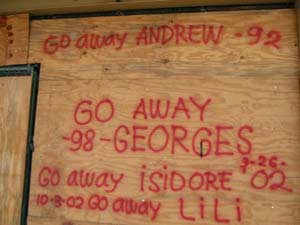 Go away ANDREW - 92
GO AWAY
-98- GEORGES
Go away iSiDORE 9-26-02
10-3-02 GO away LiLi